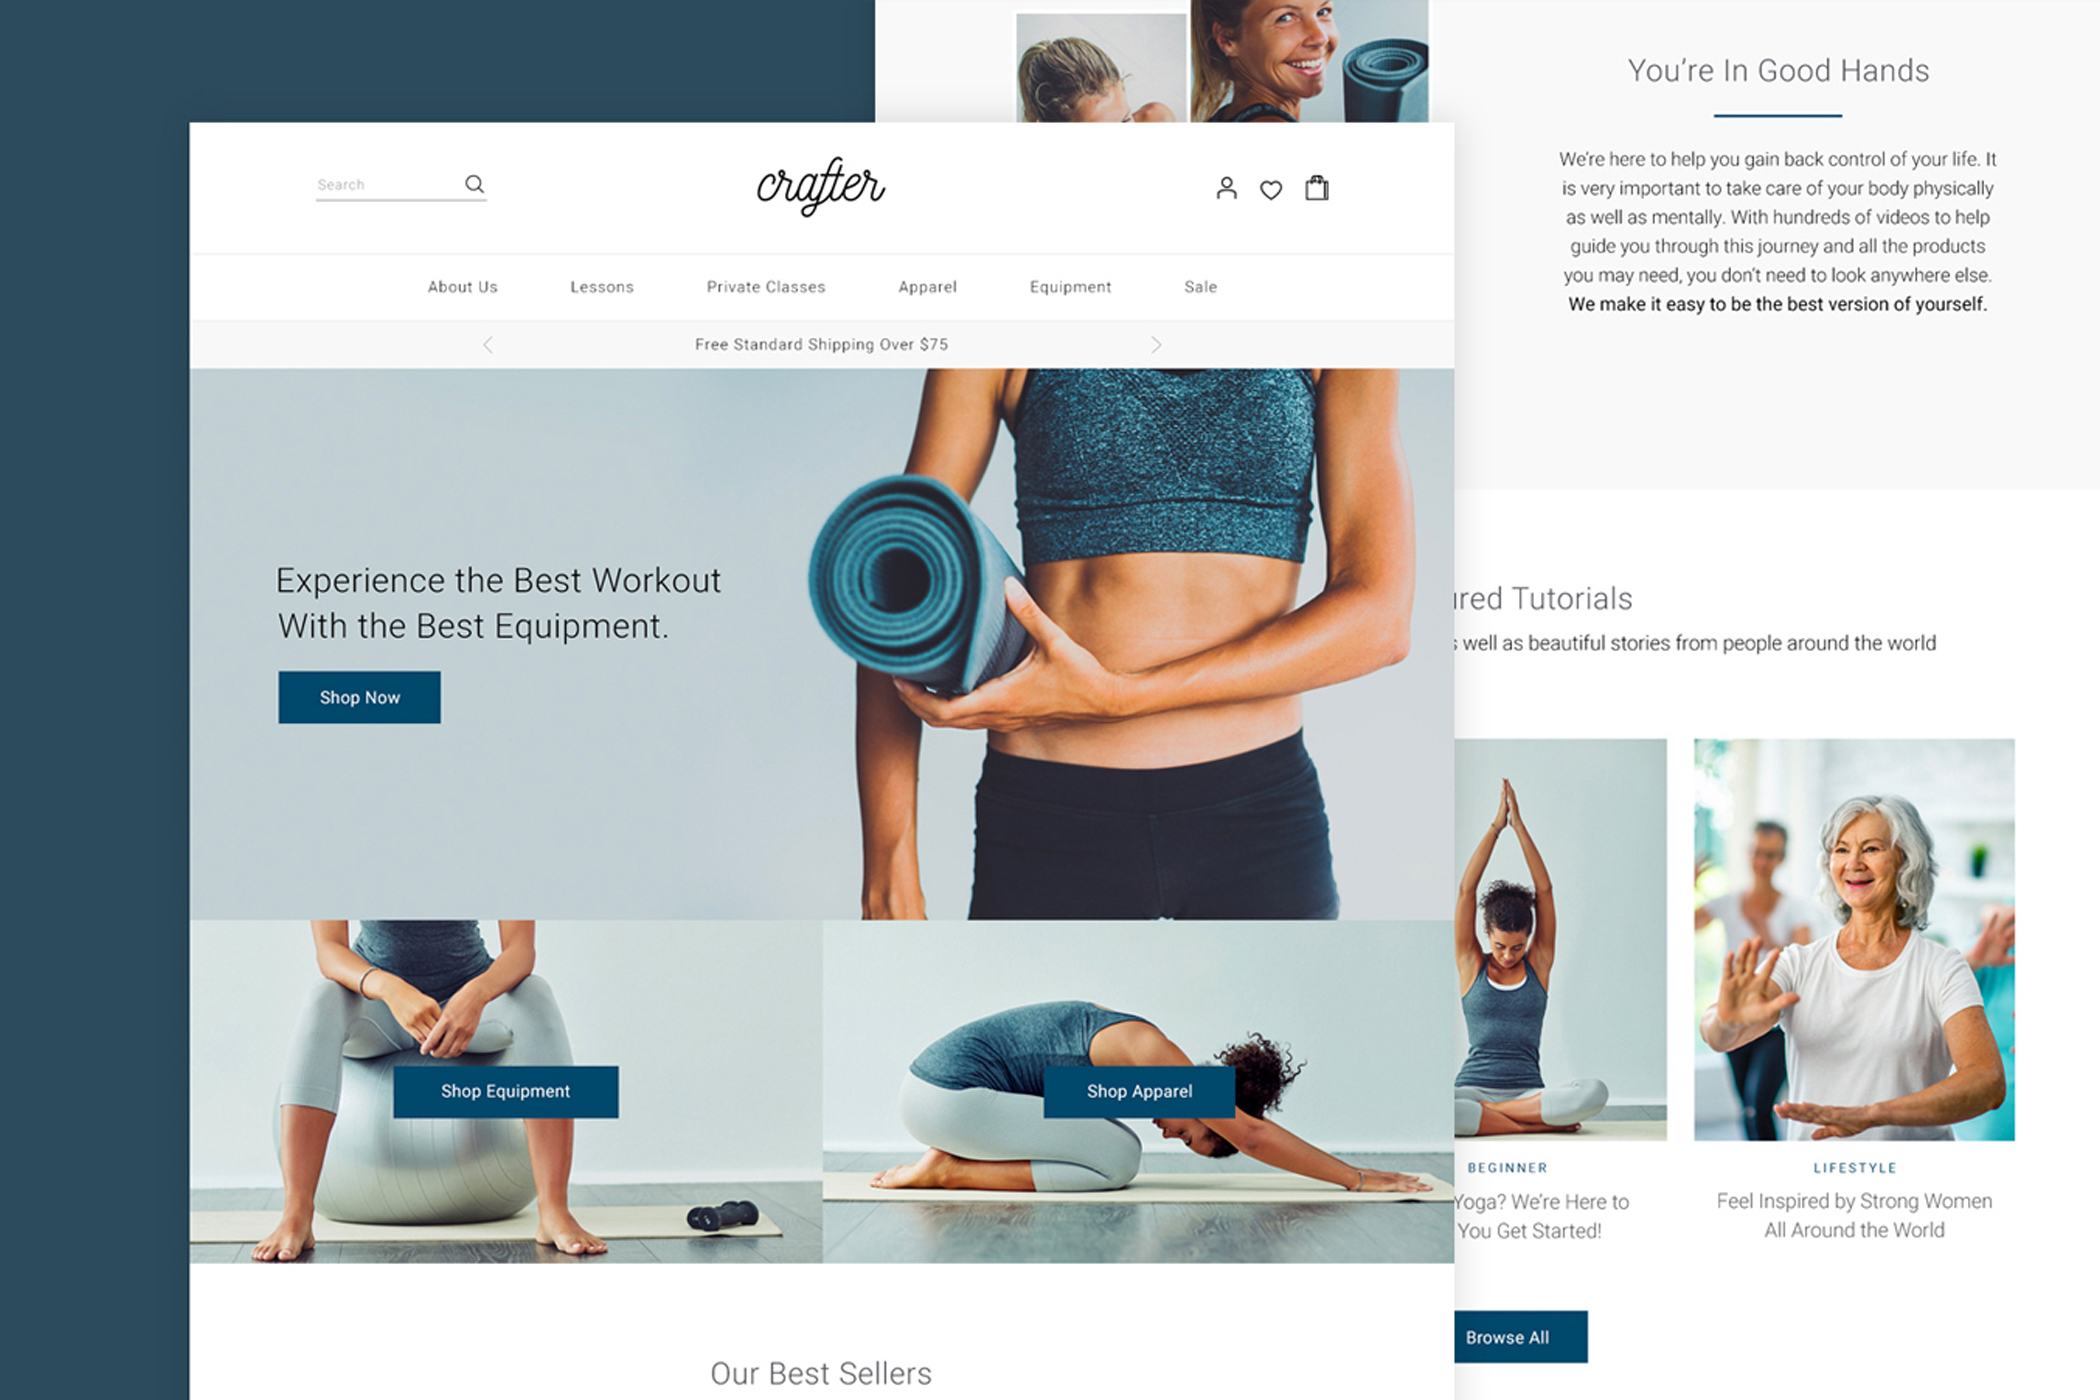 Search
crafter
About Us
Lessons
Private Classes
Apparel
Equipment
Sale
Free Standard Shipping Over $75
Experience the Best Workout
With the Best Equipment.
Shop Now
Shop Equipment
Shop Apparel
Our Best Sellers
You're In Good Hands
We're here to help you gain back control of your life. It
is very important to take care of your body physically
as well as mentally. With hundreds of videos to help
guide you through this journey and all the products
you may need, you don't need to look anywhere else.
We make it easy to be the best version of yourself.
Tutorials
well as beautiful stories from people around the world
BEGINNER
Yoga? We're Here to
You Get Started!
LIFESTYLE
Feel Inspired by Strong Women
All Around the World
Browse All